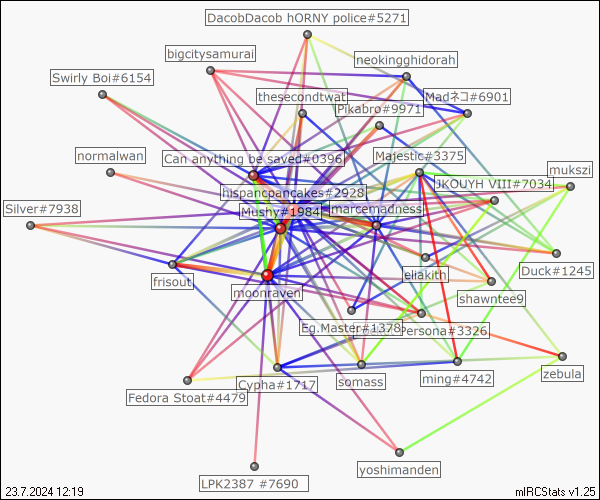 DacobDacob hORNY police#5271
bigcitysamurai
neokingghidorah
Swirly Boi#6154
thesecondtwat
Madネコ#6901
Pikabro#9971
normalwan
Can anything be saved#0396
Majestic#3375
mukszi
JKOUYH VIII#7034
hispancpancakes#2928
Silver#7938
Mushy#1984
marcemadness
frisout
eliakith
Duck#1245
moonraven
shawntee9
Eg.Master#1378
Persona#3326
Cypha#1717
somass
ming#4742
zebula
Fedora Stoat#4479
yoshimanden
LPK2387 #7690
23.7.2024 12:19
mIRCStats v1.25